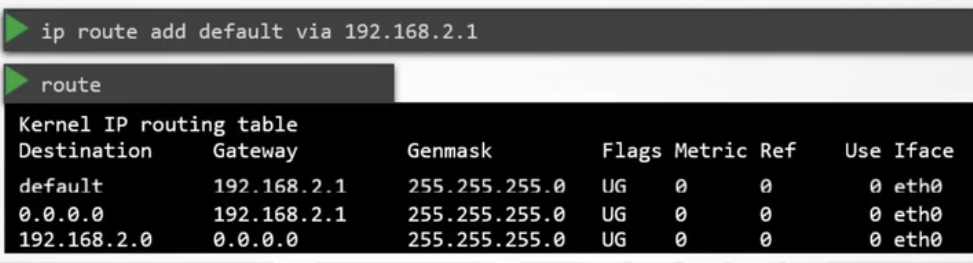 ip route add default via 192.168.2.1
route
Kernel IP routing table
Destination Gateway Genmask Flags Metric Ref Use Iface
default 192.168.2.1 255.255.255.0 UG 0 0 0 eth0
0.0.0.0 192.168.2.1 255.255.255.0 UG 0 0 0 eth0
192.168.2.0 0.0.0.0 255.255.255.0 UG 0 0 0 eth0